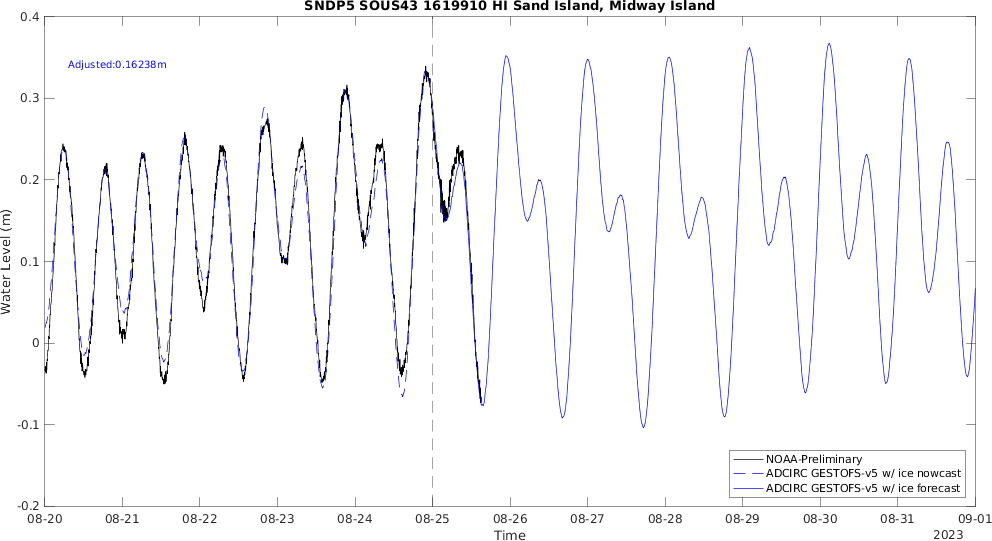 SNDP5 SOUS43 1619910 HI Sand Island, Midway Island
Adjusted:0.16238m
0.4
0.3
0.2
0.1
0
-0.1
-0.2
Water Level (m)
NOAA-Preliminary
ADCIRC GESTOFS-v5 w/ ice nowcast
ADCIRC GESTOFS-v5 w/ ice forecast
08-20 08-21 08-22 08-23 08-24 08-25 08-26 08-27 08-28 08-29 08-30 08-31 09-01
Time
2023